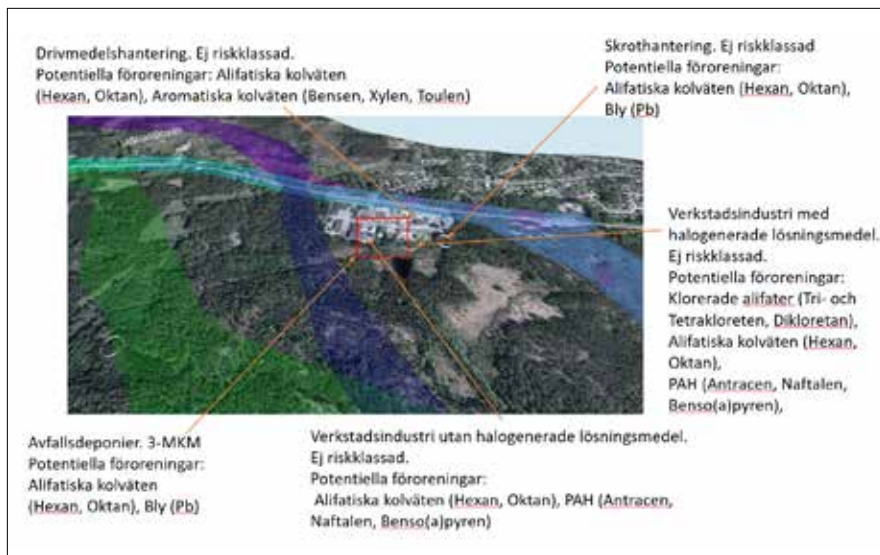 Drivmedelshantering. Ej riskklassad.
Potentiella föroreningar: Alifatiska kolväten
(Hexan, Oktan), Aromatiska kolväten (Bensen, Xylen, Toulen)
Skrothantering. Ej riskklassad
Potentiella föroreningar:
Alifatiska kolväten (Hexan, Oktan),
Bly (Pb)
Verkstadsindustri med
halogenerade lösningsmedel.
Ej riskklassad.
Potentiella föroreningar:
Klorerade alifater (Tri- och
Tetrakloreten, Dikloretan),
Alifatiska kolväten (Hexan,
Oktan),
PAH (Antracen, Naftalen,
Benso(a)pyren),
Avfallsdeponier. 3-MKM
Potentiella föroreningar:
Alifatiska kolväten
(Hexan, Oktan), Bly (Pb)
Verkstadsindustri utan halogenerade lösningsmedel.
Ej riskklassad.
Potentiella föroreningar:
Alifatiska kolväten (Hexan, Oktan), PAH (Antracen,
Naftalen, Benso(a)pyren)